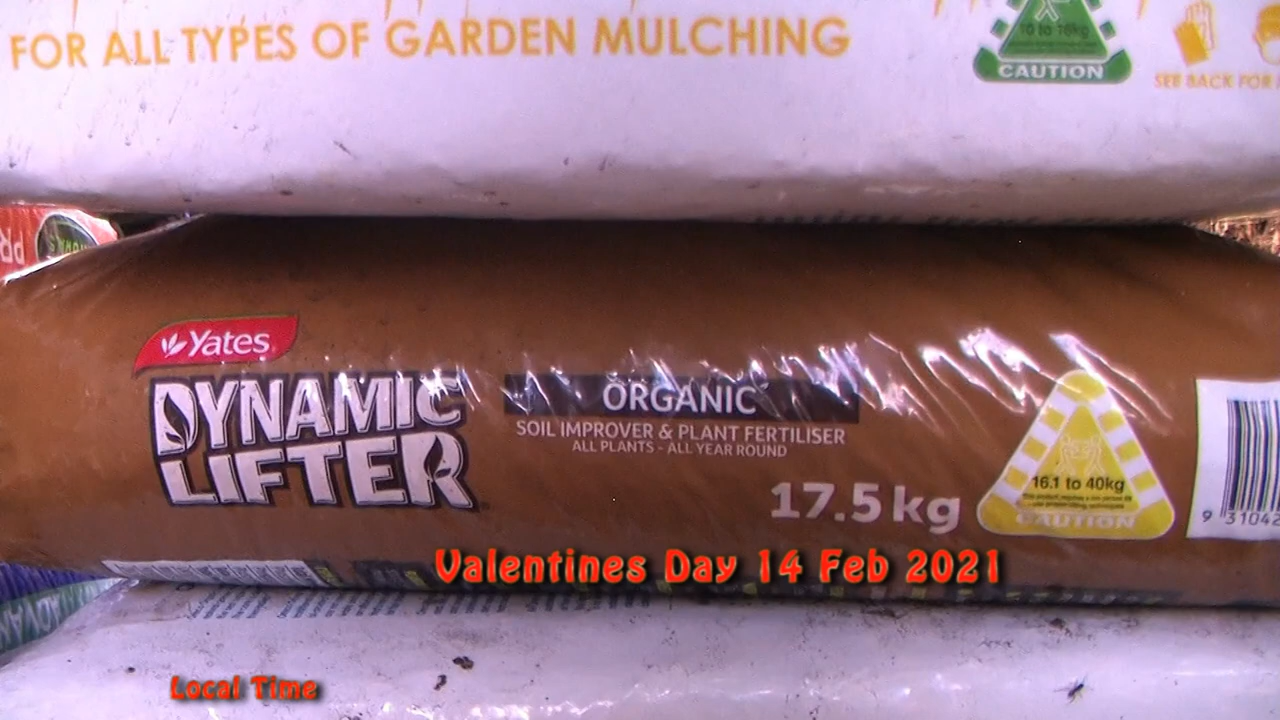 FOR ALL TYPES OF GARDEN MULCHING
10 to 16kg
CAUTION
SEE BACK FOR
Yates
DYNAMIC
LIFTER
ORGANIC
SOIL IMPROVER & PLANT FERTILISER
ALL PLANTS - ALL YEAR ROUND
17.5 kg
16.1 to 40kg
CAUTION
9 31042
Valentines Day 14 Feb 2021
Local Time